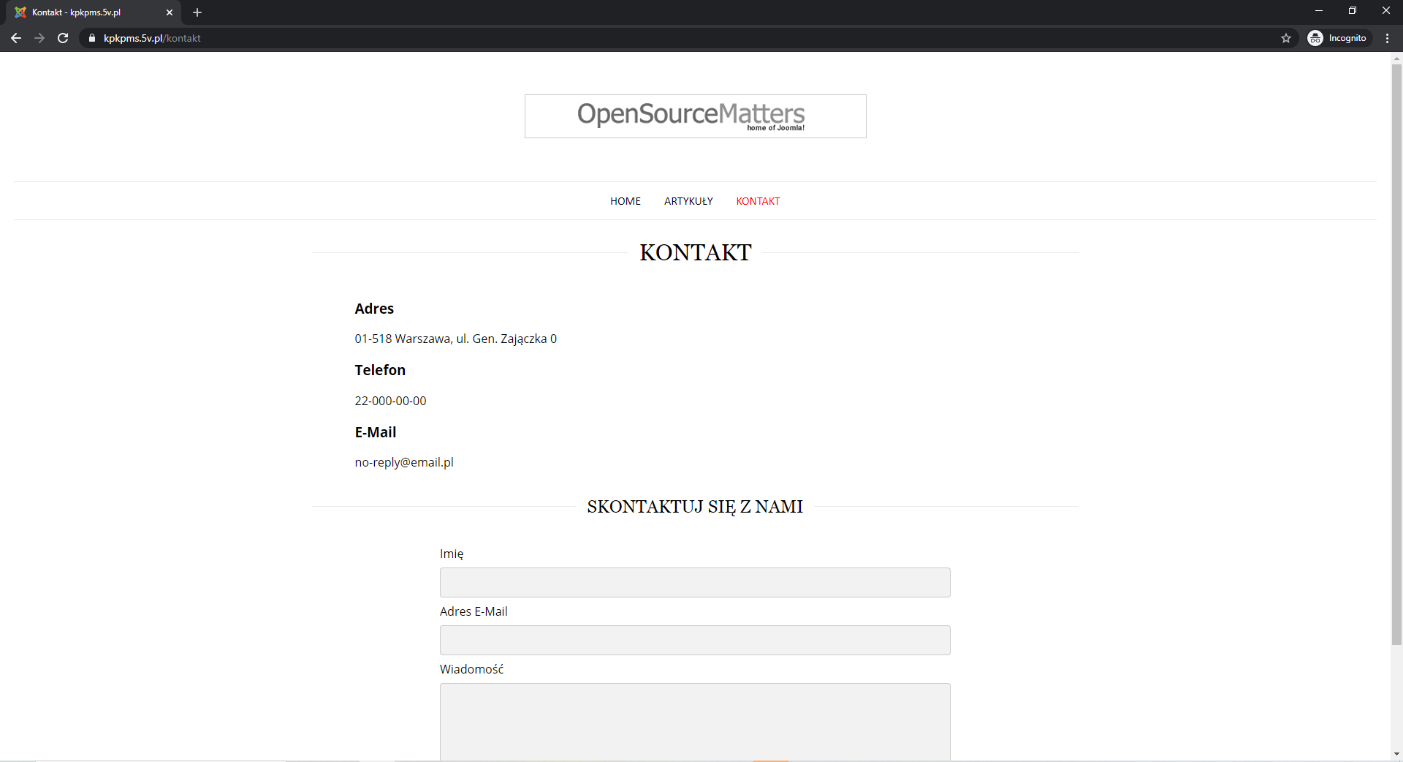 Kontakt - kpkpms.5v.pl
kpkpms.5v.pl/kontakt
Incognito
OpenSourceMatters
home of Joomla!
HOME ARTYKUŁY KONTAKT
KONTAKT
Adres
01-518 Warszawa, ul. Gen. Zajączka 0
Telefon
22-000-00-00
E-Mail
no-reply@email.pl
SKONTAKTUJ SIĘ Z NAMI
Imię
Adres E-Mail
Wiadomość